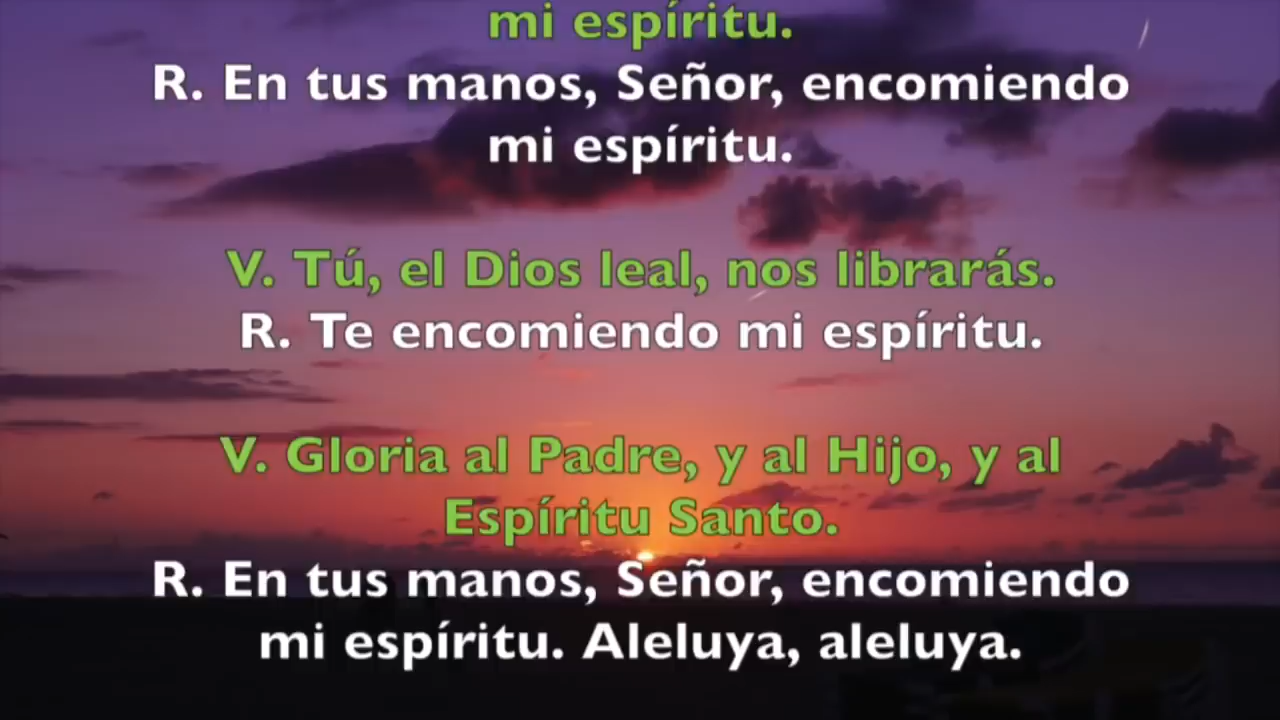 mi espíritu.
R. En tus manos, Señor, encomiendo
mi espíritu.
V. Tú, el Dios leal, nos librarás.
R. Te encomiendo mi espíritu.
V. Gloria al Padre, y al Hijo, y al
Espíritu Santo.
R. En tus manos, Señor, encomiendo
mi espíritu. Aleluya, aleluya.